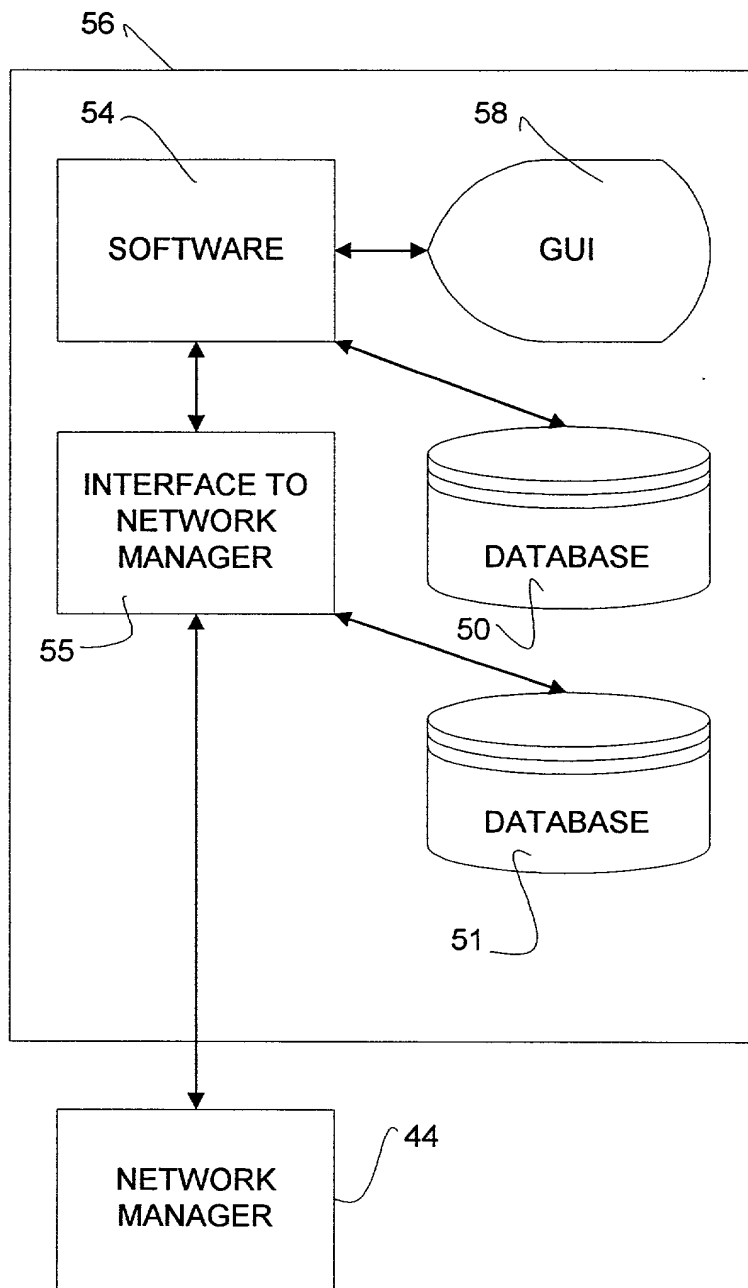 56
54
58
SOFTWARE
GUI
INTERFACE TO
NETWORK
MANAGER
DATABASE
50
55
DATABASE
51
44
NETWORK
MANAGER